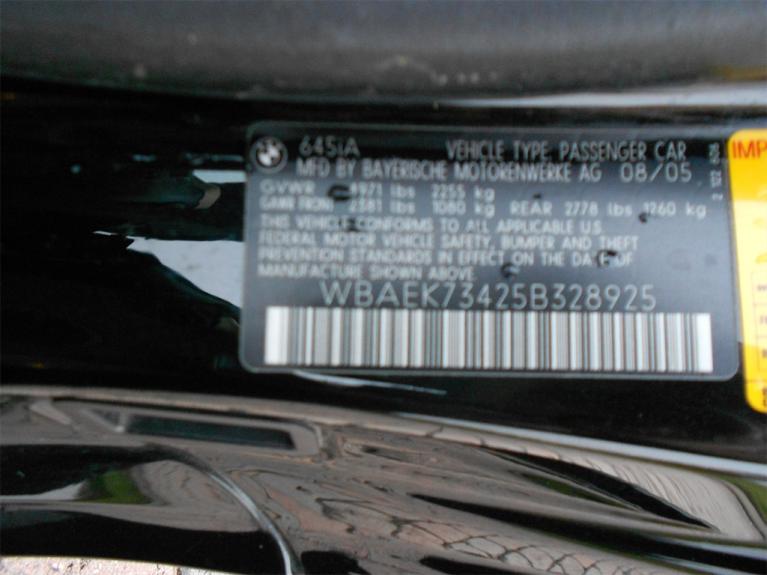 645iA VEHICLE TYPE, PASSENGER CAR
MFD BY BAYERISCHE MOTORENWERKE AG 08/05
GVWR 4971 lbs 2255 kg
GAWR FRONT 2381 lbs 1080 kg REAR 2778 lbs 1260 kg
THIS VEHICLE CONFORMS TO ALL APPLICABLE U.S.
FEDERAL MOTOR VEHICLE SAFETY, BUMPER AND THEFT
PREVENTION STANDARDS IN EFFECT ON THE DATE OF
MANUFACTURE SHOWN ABOVE.
WBAEK73425B328925
IMP